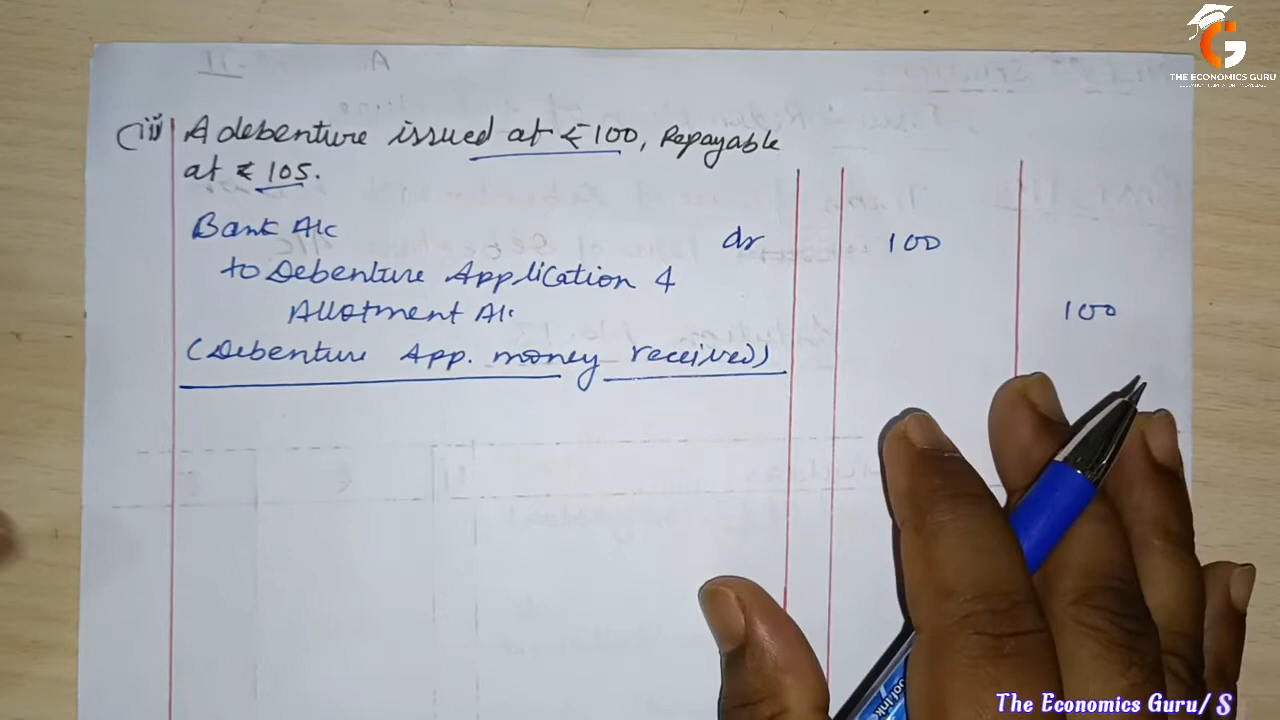 (iii) A debenture issued at ₹ 100, Repayable
at ₹ 105.
Bank A/c dr 100
to Debenture Application &
Allotment A/c 100
(Debenture App. money received)
THE ECONOMICS GURU
The Economics Guru/ S